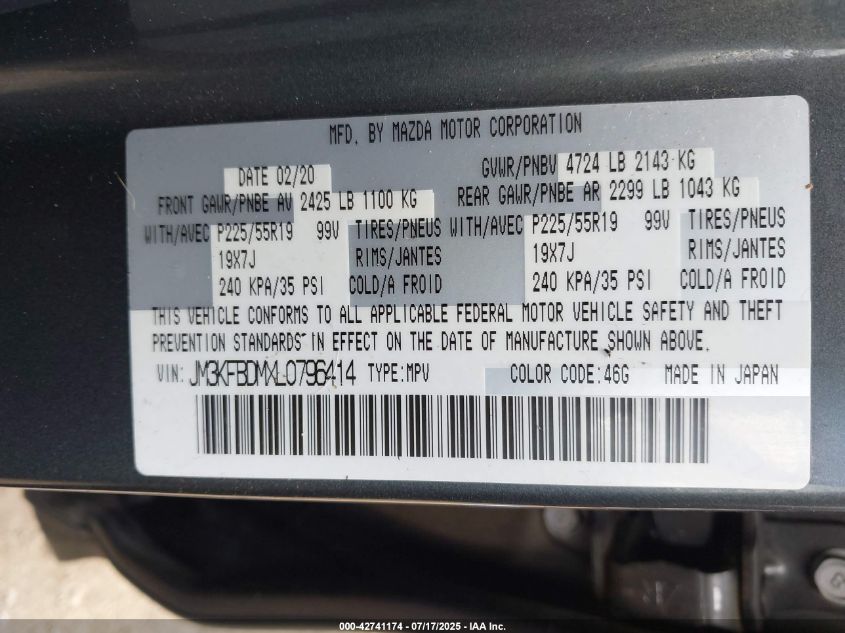 MFD. BY MAZDA MOTOR CORPORATION
DATE 02/20 GVWR/PNBV 4724 LB 2143 KG
FRONT GAWR/PNBE AV 2425 LB 1100 KG REAR GAWR/PNBE AR 2299 LB 1043 KG
WITH/AVEC P225/55R19 99V TIRES/PNEUS WITH/AVEC P225/55R19 99V TIRES/PNEUS
19X7J RIMS/JANTES 19X7J RIMS/JANTES
240 KPA/35 PSI COLD/A FROID 240 KPA/35 PSI COLD/A FROID
THIS VEHICLE CONFORMS TO ALL APPLICABLE FEDERAL MOTOR VEHICLE SAFETY AND THEFT
PREVENTION STANDARDS IN EFFECT ON THE DATE OF MANUFACTURE SHOWN ABOVE.
VIN: JM3KFBDMXL0796414 TYPE:MPV COLOR CODE:46G MADE IN JAPAN
000-42741174 - 07/17/2025 - IAA Inc.